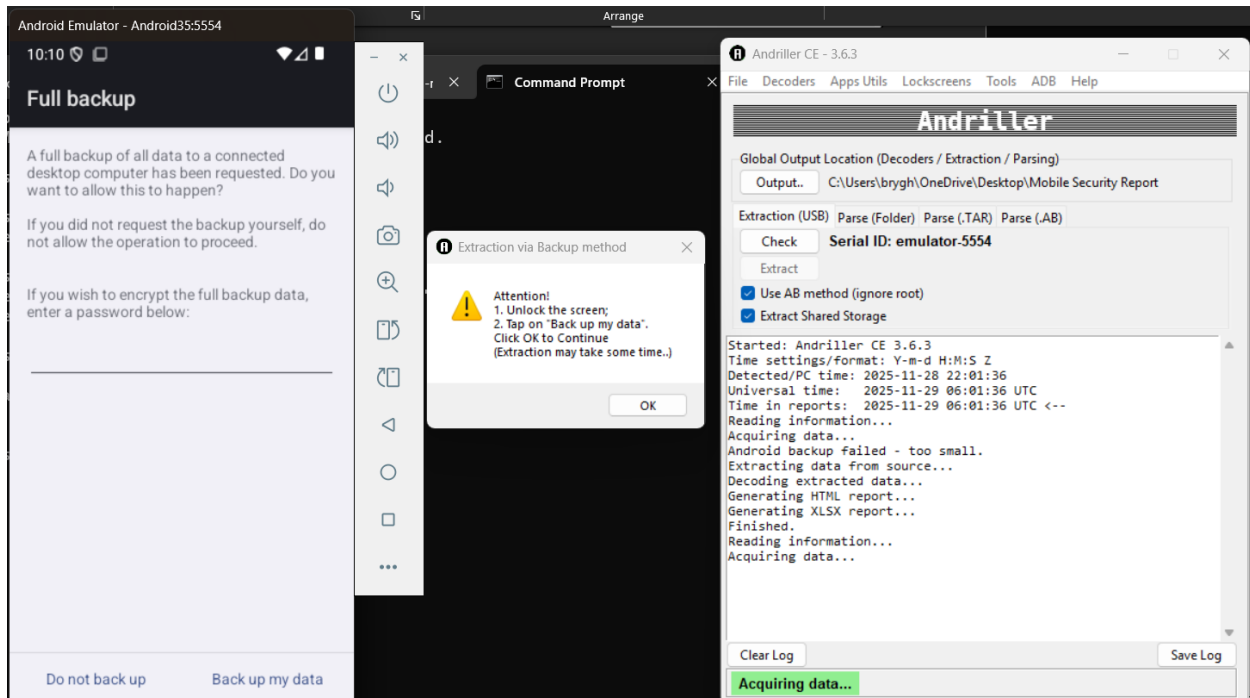 Arrange
Android Emulator - Android35:5554
10:10
Full backup
A full backup of all data to a connected
desktop computer has been requested. Do you
want to allow this to happen?
If you did not request the backup yourself, do
not allow the operation to proceed.
If you wish to encrypt the full backup data,
enter a password below:
Do not back up
Back up my data
Command Prompt
d.
Extraction via Backup method
Attention!
1. Unlock the screen;
2. Tap on "Back up my data".
Click OK to Continue
(Extraction may take some time..)
OK
Andriller CE - 3.6.3
File Decoders Apps Utils Lockscreens Tools ADB Help
Andriller
Global Output Location (Decoders / Extraction / Parsing)
Output.. C:\Users\brygh\OneDrive\Desktop\Mobile Security Report
Extraction (USB) Parse (Folder) Parse (.TAR) Parse (.AB)
Check Serial ID: emulator-5554
Extract
Use AB method (ignore root)
Extract Shared Storage
Started: Andriller CE 3.6.3
Time settings/format: Y-m-d H:M:S Z
Detected/PC time: 2025-11-28 22:01:36
Universal time: 2025-11-29 06:01:36 UTC
Time in reports: 2025-11-29 06:01:36 UTC <--
Reading information...
Acquiring data...
Android backup failed - too small.
Extracting data from source...
Decoding extracted data...
Generating HTML report...
Generating XLSX report...
Finished.
Reading information...
Acquiring data...
Clear Log
Save Log
Acquiring data...